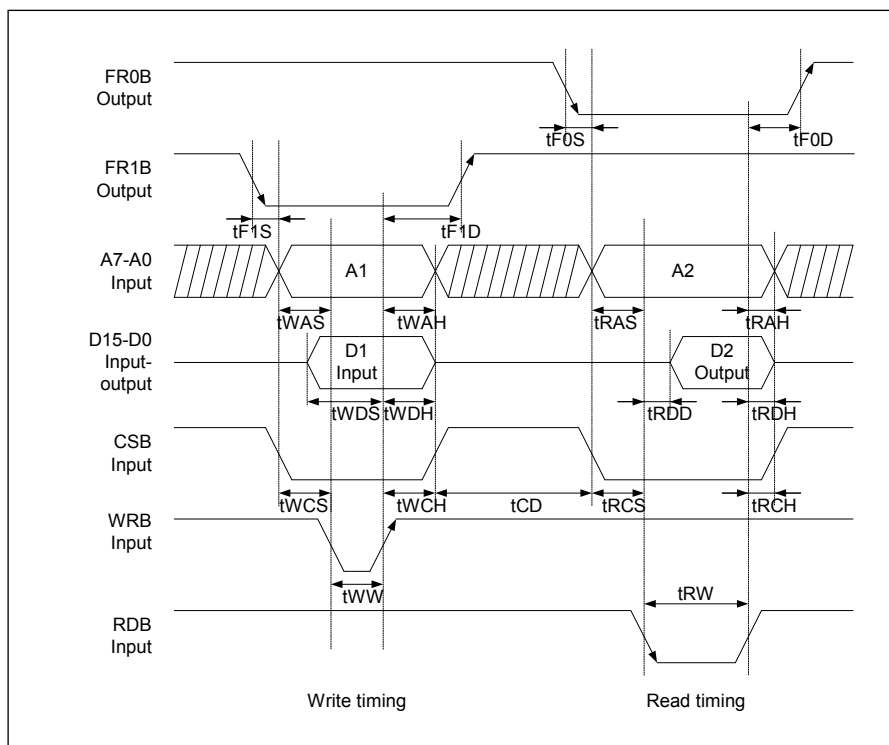 FR0B
Output
tF0S
tF0D
FR1B
Output
tF1S
tF1D
A7-A0
Input
A1
A2
tWAS
tWAH
tRAS
tRAH
D15-D0
Input-
output
D1
Input
D2
Output
tWDS
tWDH
tRDD
tRDH
CSB
Input
tWCS
tWCH
tCD
tRCS
tRCH
WRB
Input
tWW
tRW
RDB
Input
Write timing
Read timing